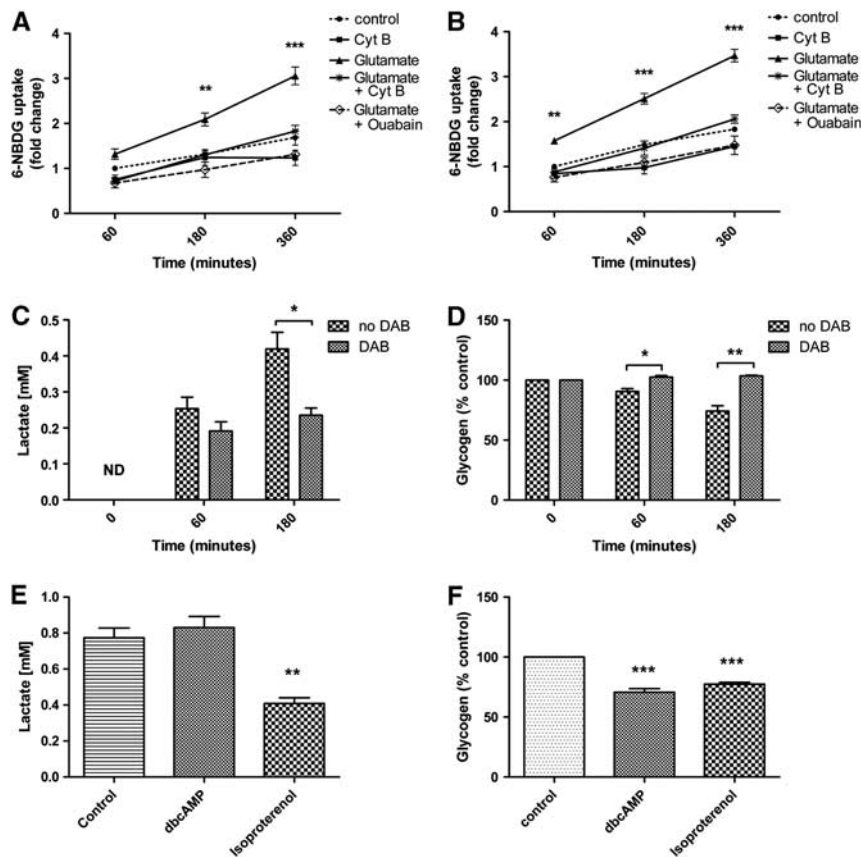 A
6-NBDG uptake
(fold change)
4
3
2
1
0
**
***
60
180
360
Time (minutes)
control
Cyt B
Glutamate
Glutamate
+ Cyt B
Glutamate
+ Ouabain
B
6-NBDG uptake
(fold change)
4
3
2
1
0
**
***
***
60
180
360
Time (minutes)
control
Cyt B
Glutamate
Glutamate
+ Cyt B
Glutamate
+ Ouabain
C
Lactate [mM]
0.5
0.4
0.3
0.2
0.1
0.0
ND
*
no DAB
DAB
0
60
180
Time (minutes)
D
Glycogen (% control)
150
100
50
0
*
**
no DAB
DAB
0
60
180
Time (minutes)
E
Lactate [mM]
1.0
0.8
0.6
0.4
0.2
0.0
**
Control
dbcAMP
Isoproterenol
F
Glycogen (% control)
150
100
50
0
***
***
control
dbcAMP
Isoproterenol